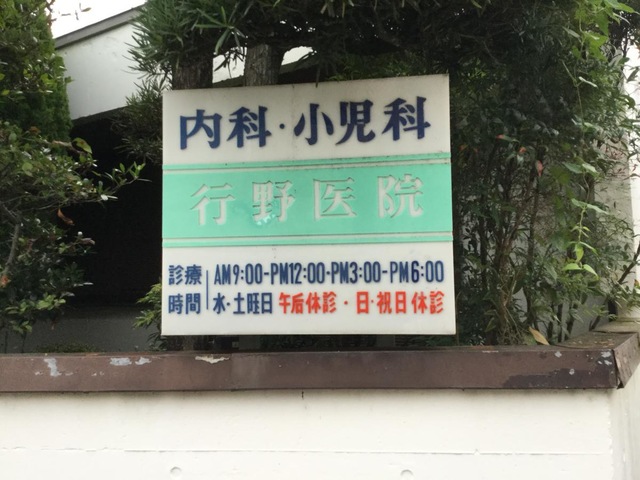 内科・小児科
行野医院
診療時間 AM9:00-PM12:00・PM3:00-PM6:00
水・土曜日 午后休診・日・祝日休診